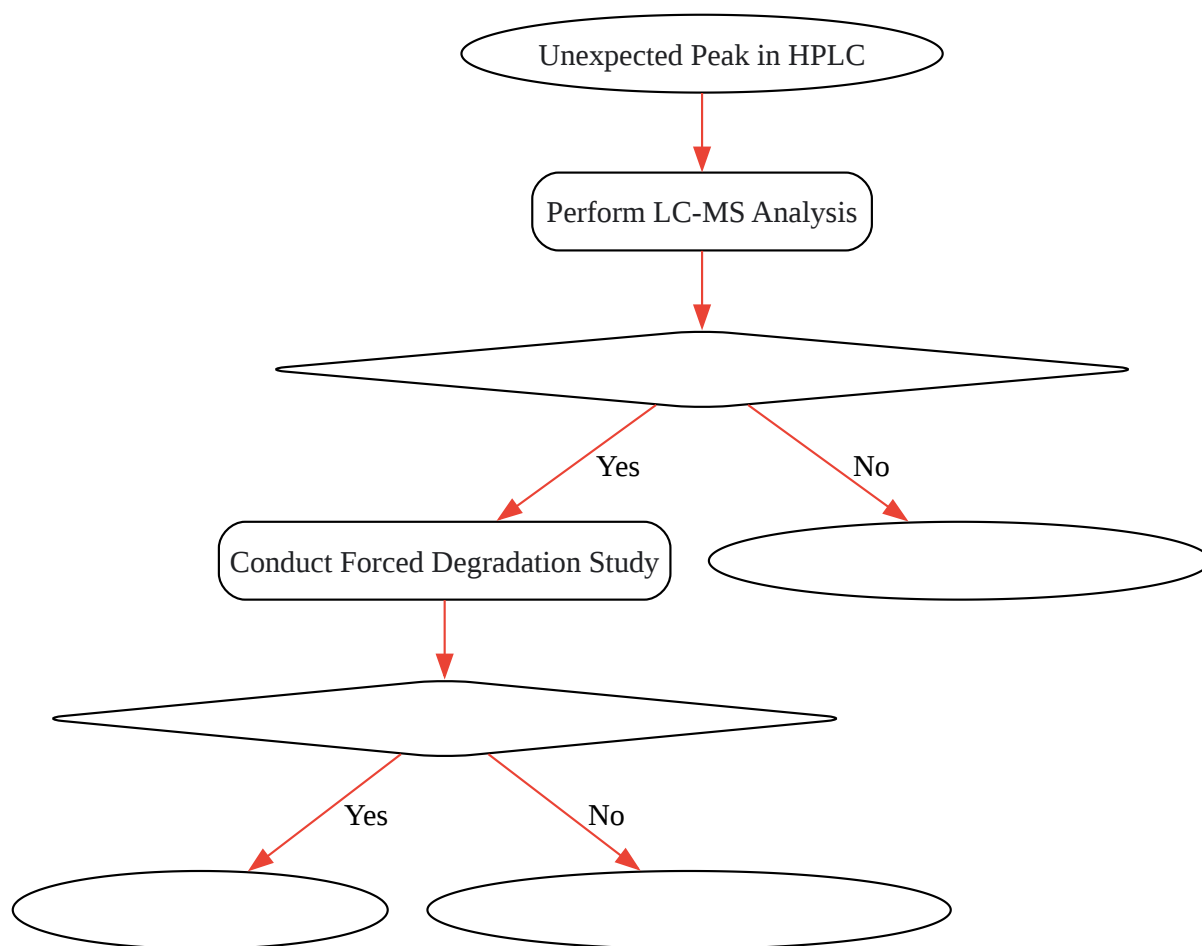 Unexpected Peak in HPLC
Perform LC-MS Analysis
Yes
No
Conduct Forced Degradation Study
Yes
No